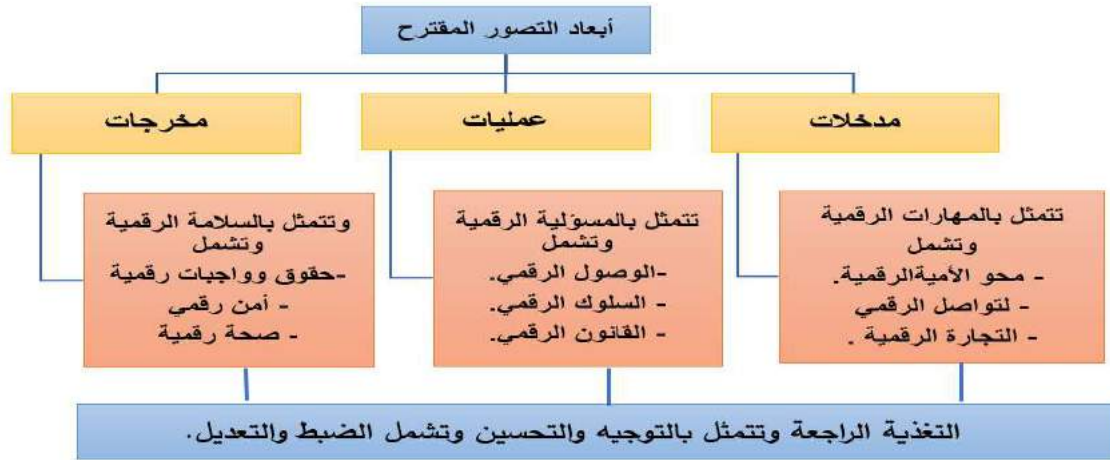 أبعاد التصور المقترح
مدخلات
عمليات
مخرجات
تتمثل بالمهارات الرقمية
وتشمل
- محو الأميةالرقمية.
- لتواصل الرقمي
- التجارة الرقمية .
تتمثل بالمسؤلية الرقمية
وتشمل
-الوصول الرقمي.
- السلوك الرقمي.
- القانون الرقمي.
وتتمثل بالسلامة الرقمية
وتشمل
-حقوق وواجبات رقمية
- أمن رقمي
- صحة رقمية
التغذية الراجعة وتتمثل بالتوجيه والتحسين وتشمل الضبط والتعديل.